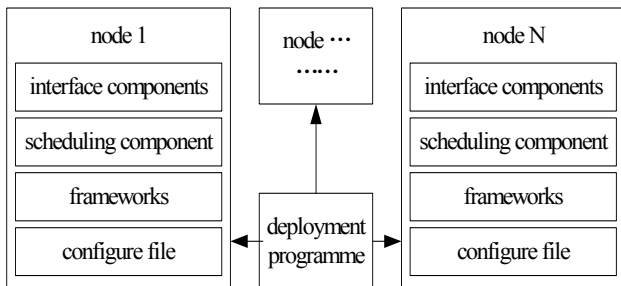 node 1
interface components
scheduling component
frameworks
configure file
node ⋯
⋯⋯
deployment
programme
node N
interface components
scheduling component
frameworks
configure file